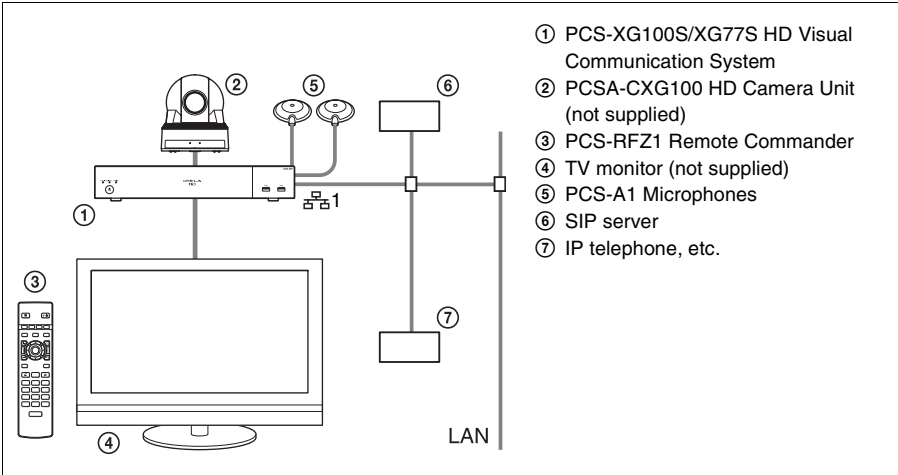 ① PCS-XG100S/XG77S HD Visual
Communication System
② PCSA-CXG100 HD Camera Unit
(not supplied)
③ PCS-RFZ1 Remote Commander
④ TV monitor (not supplied)
⑤ PCS-A1 Microphones
⑥ SIP server
⑦ IP telephone, etc.
②
⑤
⑥
①
1
③
⑦
④
LAN